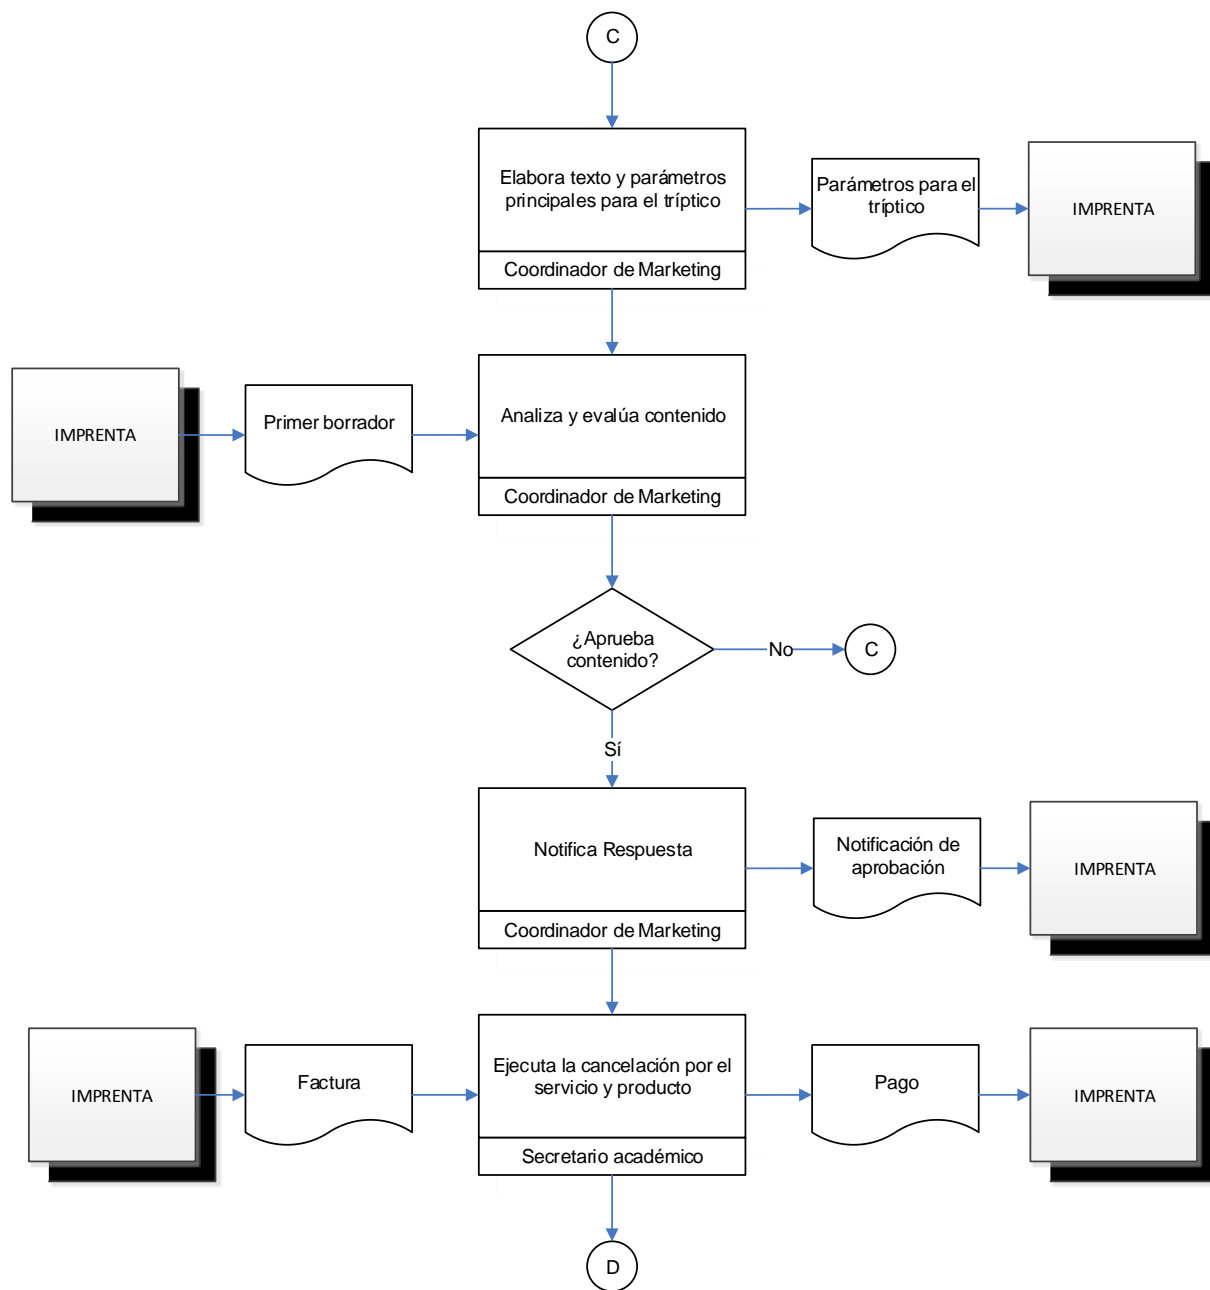 C
Elabora texto y parámetros
principales para el tríptico
Coordinador de Marketing
Parámetros para el
tríptico
IMPRENTA
IMPRENTA
Primer borrador
Analiza y evalúa contenido
Coordinador de Marketing
¿Aprueba
contenido?
No
C
Sí
Notifica Respuesta
Coordinador de Marketing
Notificación de
aprobación
IMPRENTA
IMPRENTA
Factura
Ejecuta la cancelación por el
servicio y producto
Secretario académico
Pago
IMPRENTA
D